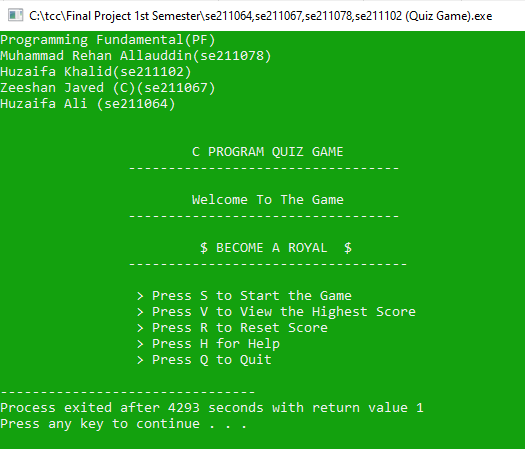 C:\tcc\Final Project 1st Semester\se211064,se211067,se211078,se211102 (Quiz Game).exe
Programming Fundamental(PF)
Muhammad Rehan Allauddin(se211078)
Huzaifa Khalid(se211102)
Zeeshan Javed (C)(se211067)
Huzaifa Ali (se211064)
C PROGRAM QUIZ GAME
----------------------------------
Welcome To The Game
----------------------------------
$ BECOME A ROYAL  $
-----------------------------------
> Press S to Start the Game
> Press V to View the Highest Score
> Press R to Reset Score
> Press H for Help
> Press Q to Quit
--------------------------------
Process exited after 4293 seconds with return value 1
Press any key to continue . . .